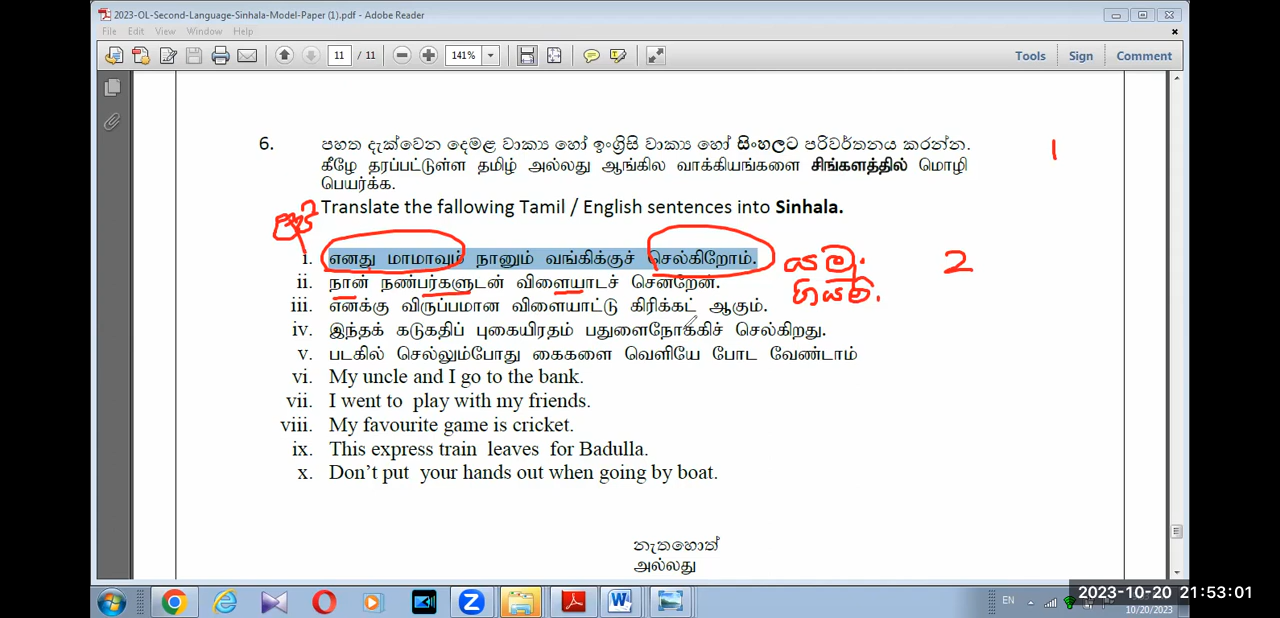 2023-OL-Second-Language-Sinhala-Model-Paper (1).pdf - Adobe Reader
File Edit View Window Help
11 / 11 141% Tools Sign Comment
6. පහත දැක්වෙන දෙමළ වාක්‍ය හෝ ඉංග්‍රිසි වාක්‍ය හෝ සිංහලට පරිවර්තනය කරන්න. 1
கீழே தரப்பட்டுள்ள தமிழ் அல்லது ஆங்கில வாக்கியங்களை சிங்களத்தில் மொழி
பெயர்க்க.
Translate the fallowing Tamil / English sentences into Sinhala.
i. எனது மாமாவும் நானும் வங்கிக்குச் செல்கிறோம். යමු. 2
ii. நான் நண்பர்களுடன் விளையாடச் சென்றேன். ගියමි.
iii. எனக்கு விருப்பமான விளையாட்டு கிரிக்கட் ஆகும்.
iv. இந்தக் கடுகதிப் புகையிரதம் பதுளைநோக்கிச் செல்கிறது.
v. படகில் செல்லும்போது கைகளை வெளியே போட வேண்டாம்
vi. My uncle and I go to the bank.
vii. I went to play with my friends.
viii. My favourite game is cricket.
ix. This express train leaves for Badulla.
x. Don't put your hands out when going by boat.
නැතහොත්
அல்லது
EN
2023-10-20 21:53:01
10/20/2023